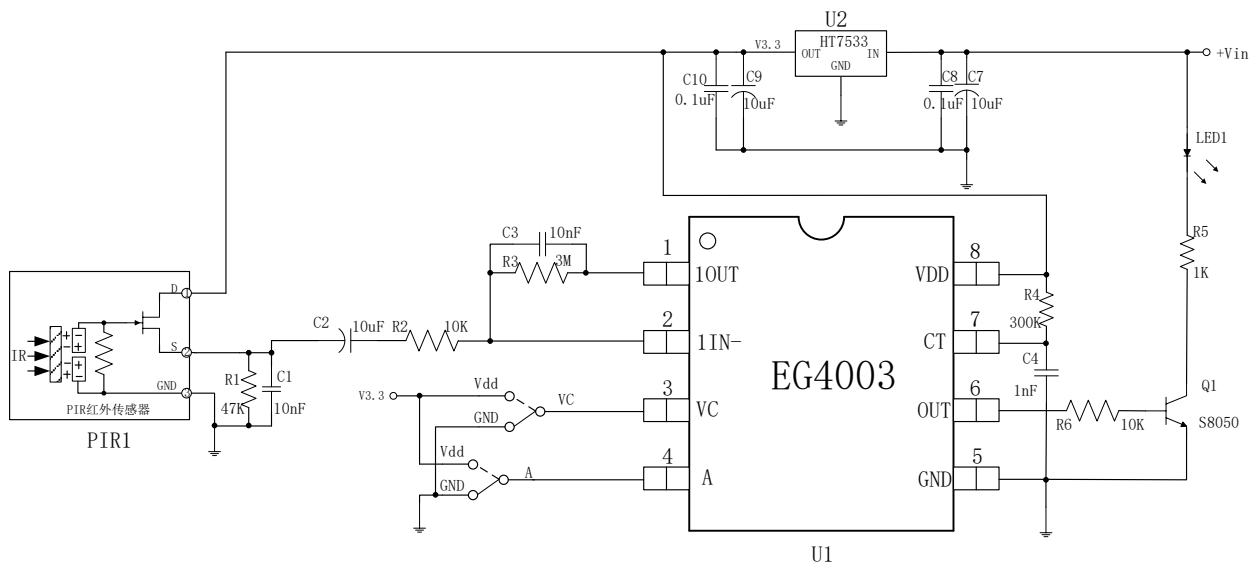 U2
HT7533
OUT IN
GND
V3.3
+Vin
C10
0.1uF
C9
10uF
C8
0.1uF
C7
10uF
LED1
R5
1K
C3
10nF
R3
3M
1
1OUT
2
1IN-
3
VC
4
A
8
VDD
7
CT
6
OUT
5
GND
EG4003
U1
R4
300K
C4
1nF
R6
10K
Q1
S8050
D
1
S
2
GND
3
IR
+
-
-
+
+
-
-
+
PIR红外传感器
PIR1
R1
47K
C1
10nF
C2
10uF
R2
10K
V3.3
Vdd
GND
VC
Vdd
GND
A